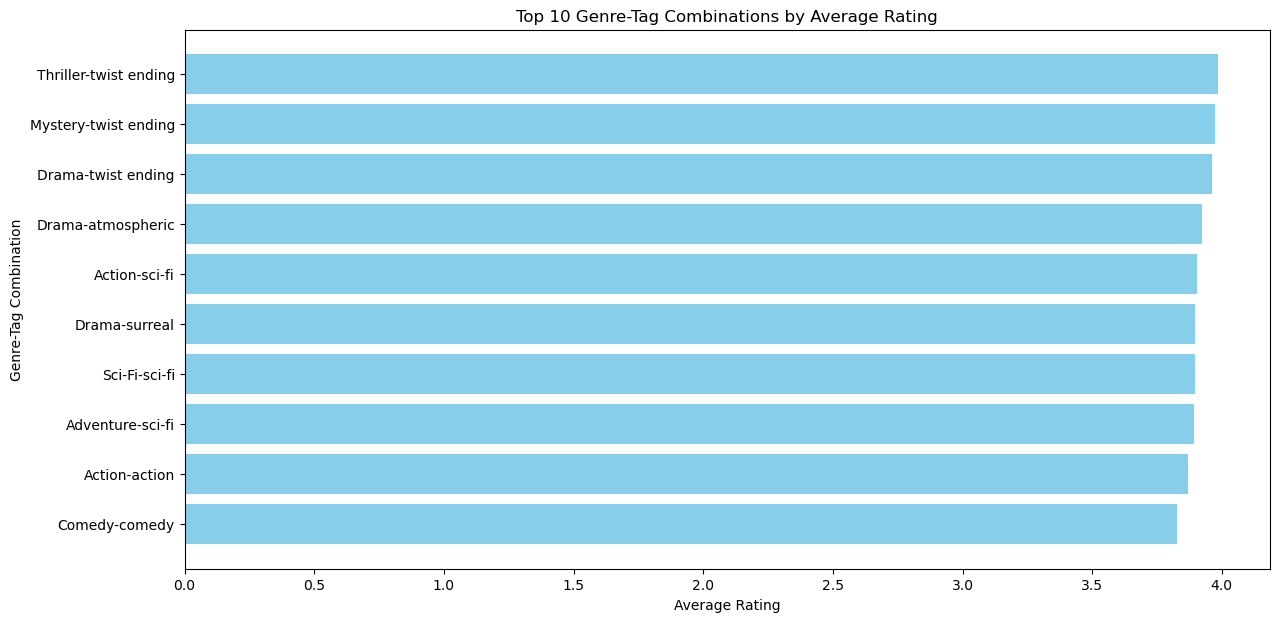 Top 10 Genre-Tag Combinations by Average Rating
Genre-Tag Combination
Thriller-twist ending
Mystery-twist ending
Drama-twist ending
Drama-atmospheric
Action-sci-fi
Drama-surreal
Sci-Fi-sci-fi
Adventure-sci-fi
Action-action
Comedy-comedy
0.0 0.5 1.0 1.5 2.0 2.5 3.0 3.5 4.0
Average Rating